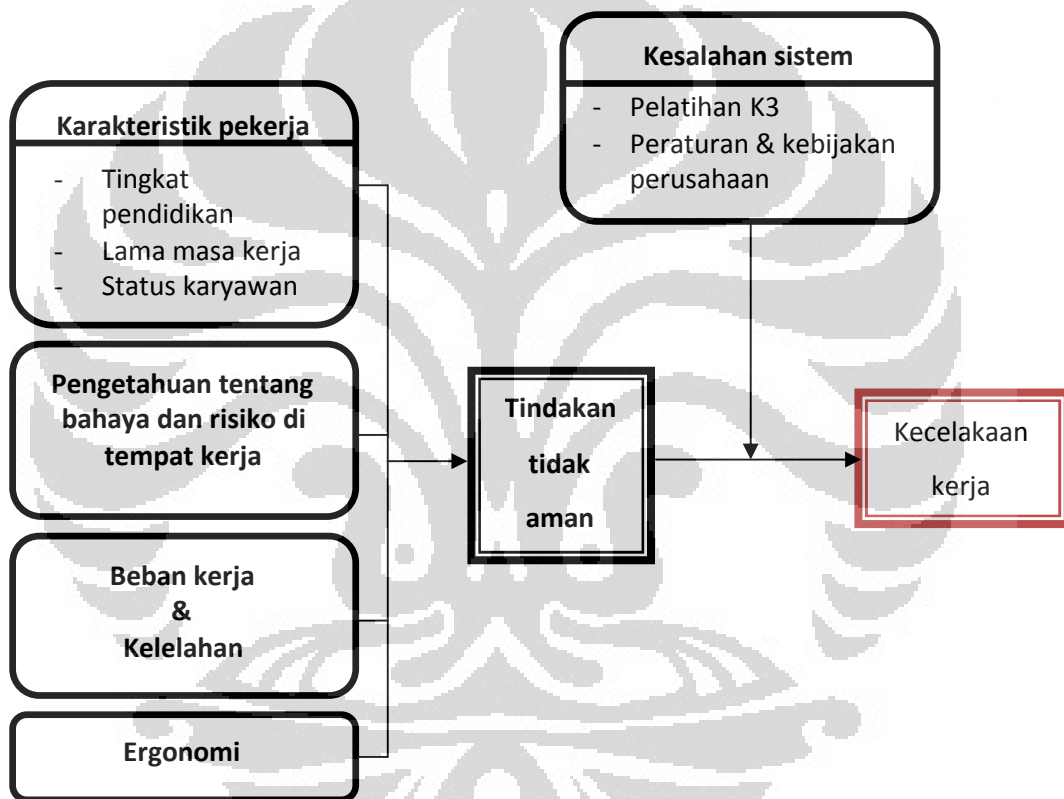 Kesalahan sistem
- Pelatihan K3
- Peraturan & kebijakan
perusahaan
Karakteristik pekerja
- Tingkat
pendidikan
- Lama masa kerja
- Status karyawan
Pengetahuan tentang
bahaya dan risiko di
tempat kerja
Beban kerja
&
Kelelahan
Ergonomi
Tindakan
tidak
aman
Kecelakaan
kerja